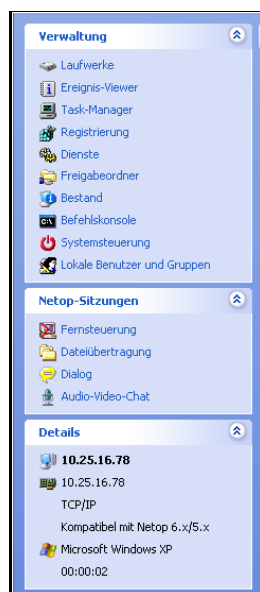 Verwaltung
Laufwerke
Ereignis-Viewer
Task-Manager
Registrierung
Dienste
Freigabeordner
Bestand
Befehlskonsole
Systemsteuerung
Lokale Benutzer und Gruppen
Netop-Sitzungen
Fernsteuerung
Dateiübertragung
Dialog
Audio-Video-Chat
Details
10.25.16.78
10.25.16.78
TCP/IP
Kompatibel mit Netop 6.x/5.x
Microsoft Windows XP
00:00:02